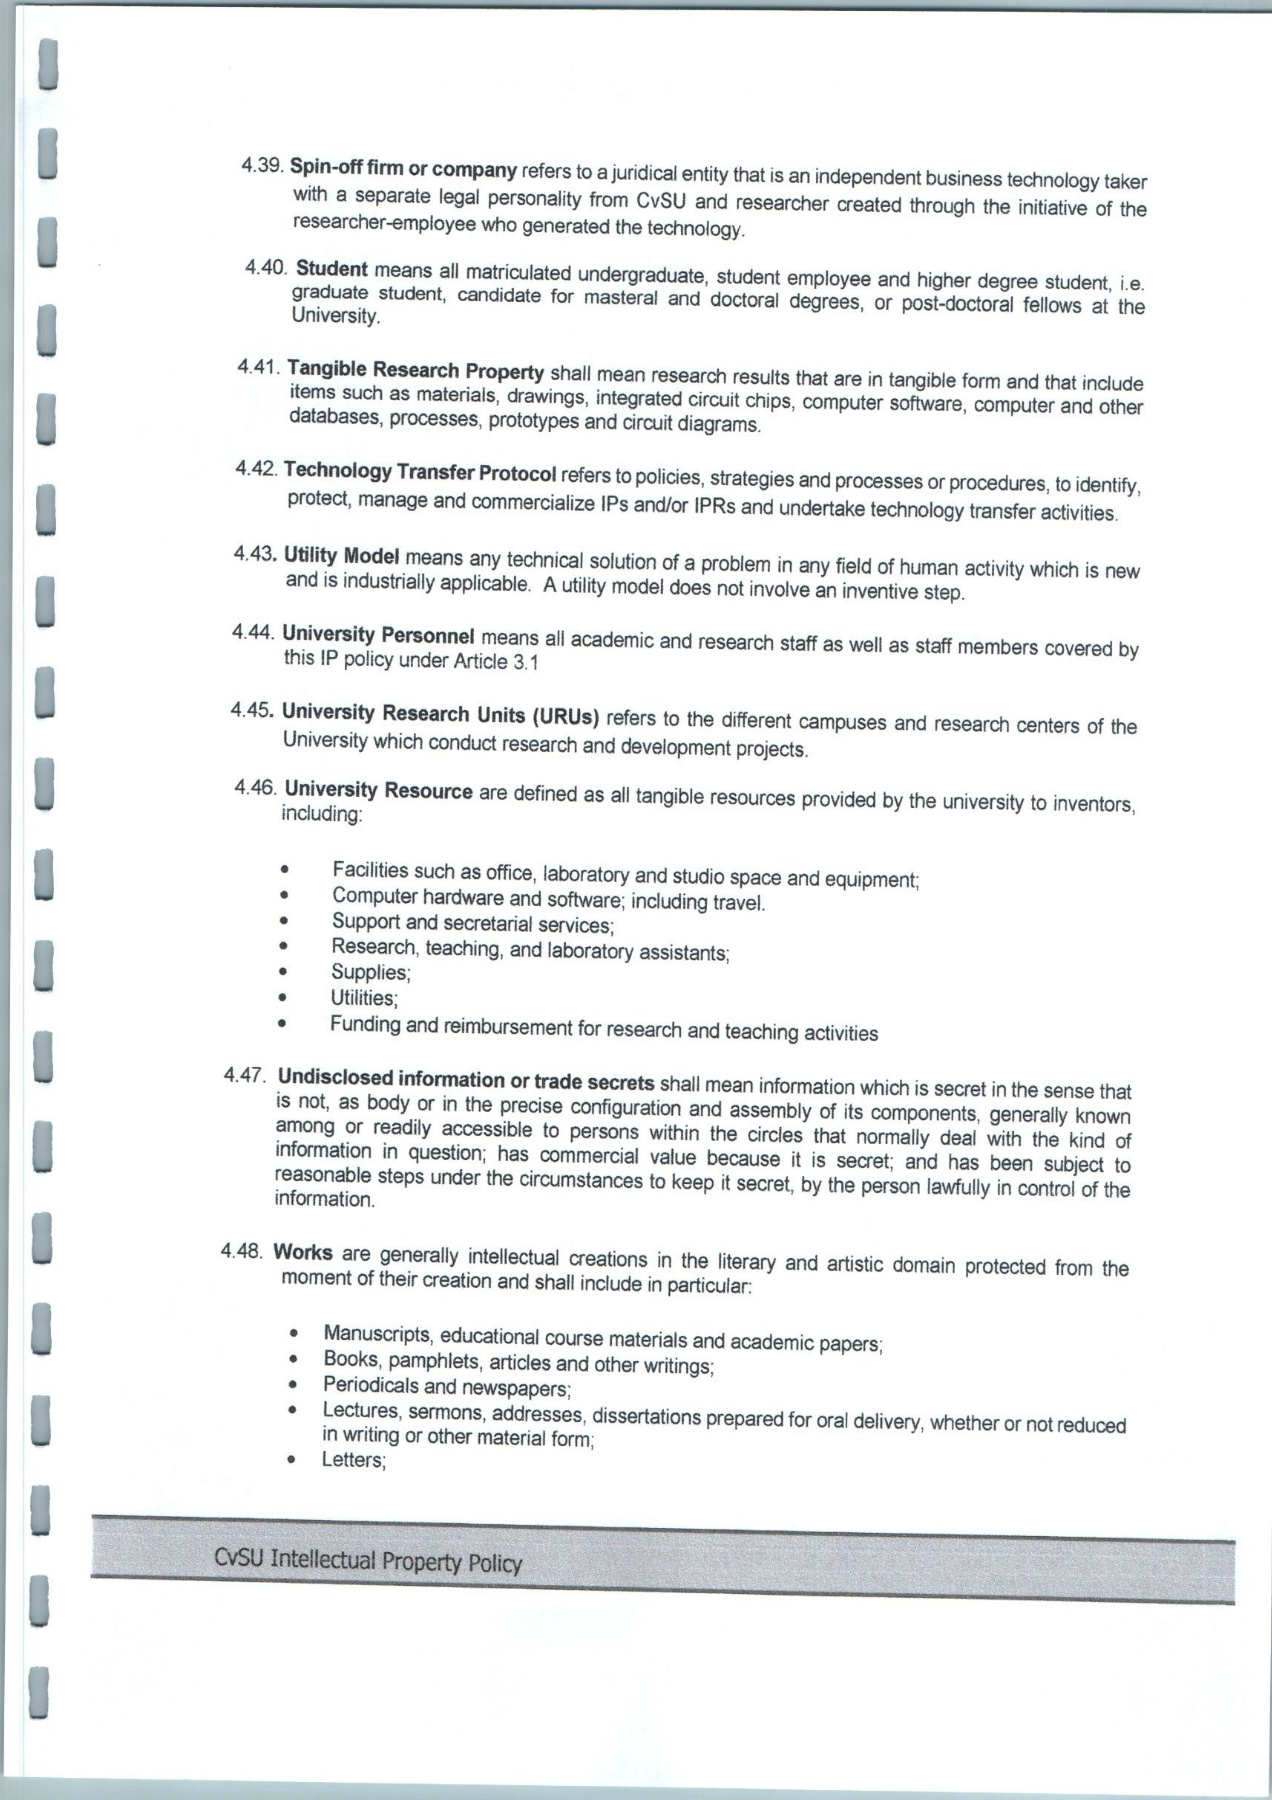 4.39. Spin-off firm or company refers to a juridical entity that is an independent business technology taker
with a separate legal personality from CvSU and researcher created through the initiative of the
researcher-employee who generated the technology.
4.40. Student means all matriculated undergraduate, student employee and higher degree student, i.e.
graduate student, candidate for masteral and doctoral degrees, or post-doctoral fellows at the
University.
4.41. Tangible Research Property shall mean research results that are in tangible form and that include
items such as materials, drawings, integrated circuit chips, computer software, computer and other
databases, processes, prototypes and circuit diagrams.
4.42. Technology Transfer Protocol refers to policies, strategies and processes or procedures, to identify,
protect, manage and commercialize IPs and/or IPRs and undertake technology transfer activities.
4.43. Utility Model means any technical solution of a problem in any field of human activity which is new
and is industrially applicable. A utility model does not involve an inventive step.
4.44. University Personnel means all academic and research staff as well as staff members covered by
this IP policy under Article 3.1
4.45. University Research Units (URUs) refers to the different campuses and research centers of the
University which conduct research and development projects.
4.46. University Resource are defined as all tangible resources provided by the university to inventors,
including:
• Facilities such as office, laboratory and studio space and equipment;
• Computer hardware and software; including travel.
• Support and secretarial services;
• Research, teaching, and laboratory assistants;
• Supplies;
• Utilities;
• Funding and reimbursement for research and teaching activities
4.47. Undisclosed information or trade secrets shall mean information which is secret in the sense that
is not, as body or in the precise configuration and assembly of its components, generally known
among or readily accessible to persons within the circles that normally deal with the kind of
information in question; has commercial value because it is secret; and has been subject to
reasonable steps under the circumstances to keep it secret, by the person lawfully in control of the
information.
4.48. Works are generally intellectual creations in the literary and artistic domain protected from the
moment of their creation and shall include in particular:
• Manuscripts, educational course materials and academic papers;
• Books, pamphlets, articles and other writings;
• Periodicals and newspapers;
• Lectures, sermons, addresses, dissertations prepared for oral delivery, whether or not reduced
in writing or other material form;
• Letters;
CvSU Intellectual Property Policy